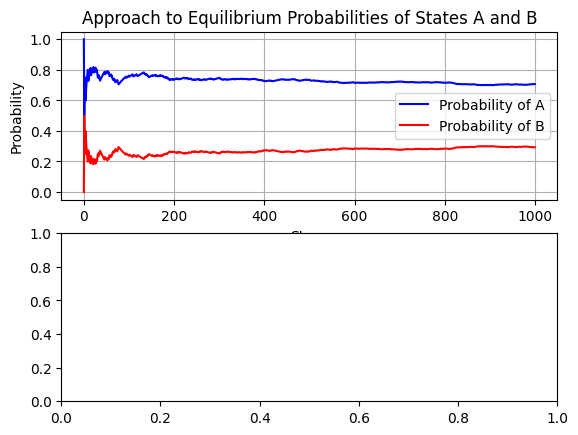 Approach to Equilibrium Probabilities of States A and B
Probability
1.0
0.8
0.6
0.4
0.2
0.0
Probability of A
Probability of B
0 200 400 600 800 1000
1.0
0.8
0.6
0.4
0.2
0.0
0.0 0.2 0.4 0.6 0.8 1.0